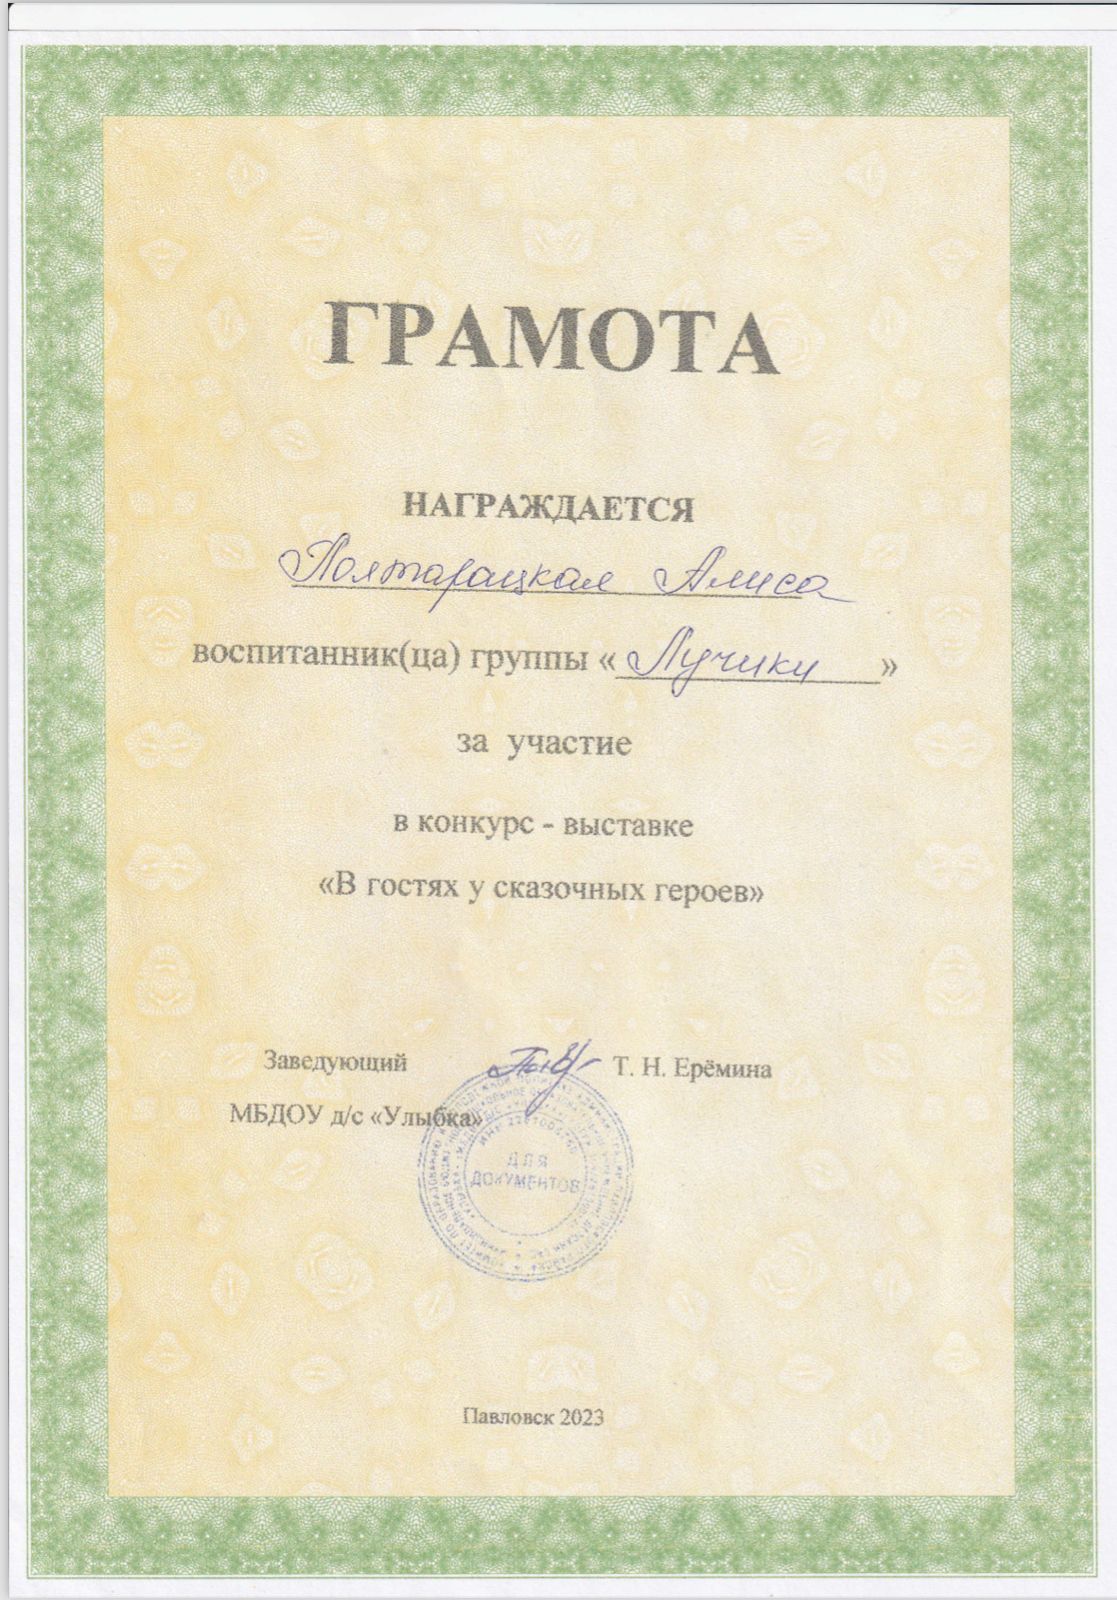 ГРАМОТА
НАГРАЖДАЕТСЯ
Полтарацкая Алиса
воспитанник(ца) группы « Лучики »
за участие
в конкурс - выставке
«В гостях у сказочных героев»
Заведующий Т. Н. Ерёмина
МБДОУ д/с «Улыбка»
ДЛЯ
ДОКУМЕНТОВ
Павловск 2023